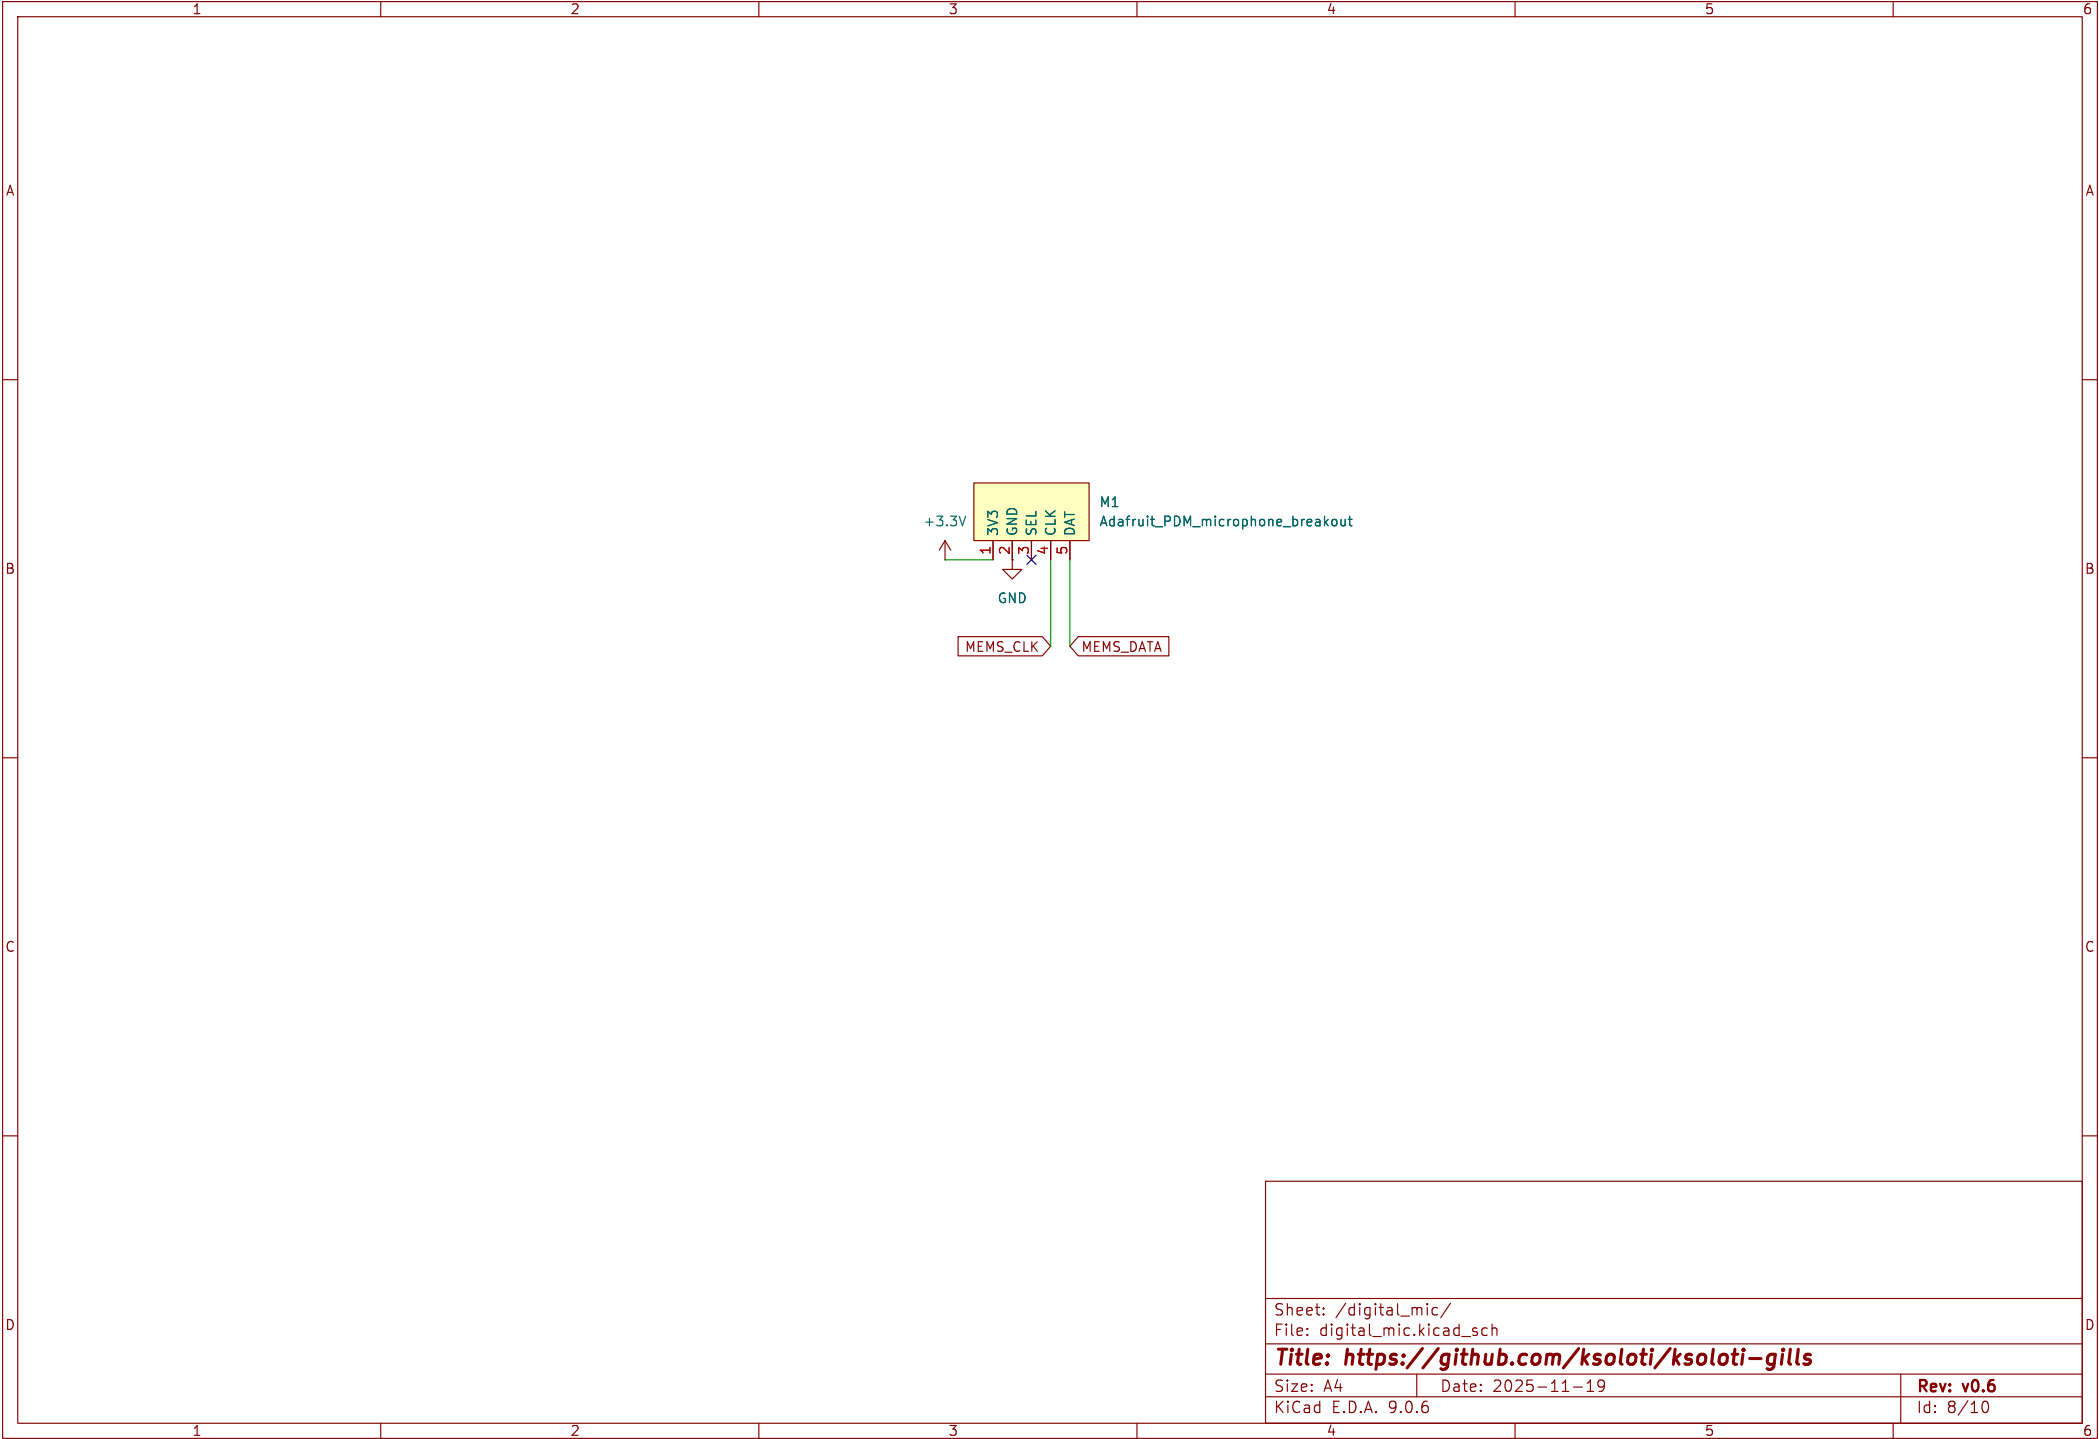 1 2 3 4 5 6
A A
M1
+3.3V 3V3 GND SEL CLK DAT Adafruit_PDM_microphone_breakout
1 2 3 4 5
B B
GND
MEMS_CLK MEMS_DATA
C C
Sheet: /digital_mic/
D D
File: digital_mic.kicad_sch
Title: https://github.com/ksoloti/ksoloti-gills
Size: A4 Date: 2025-11-19 Rev: v0.6
KiCad E.D.A. 9.0.6 Id: 8/10
1 2 3 4 5 6